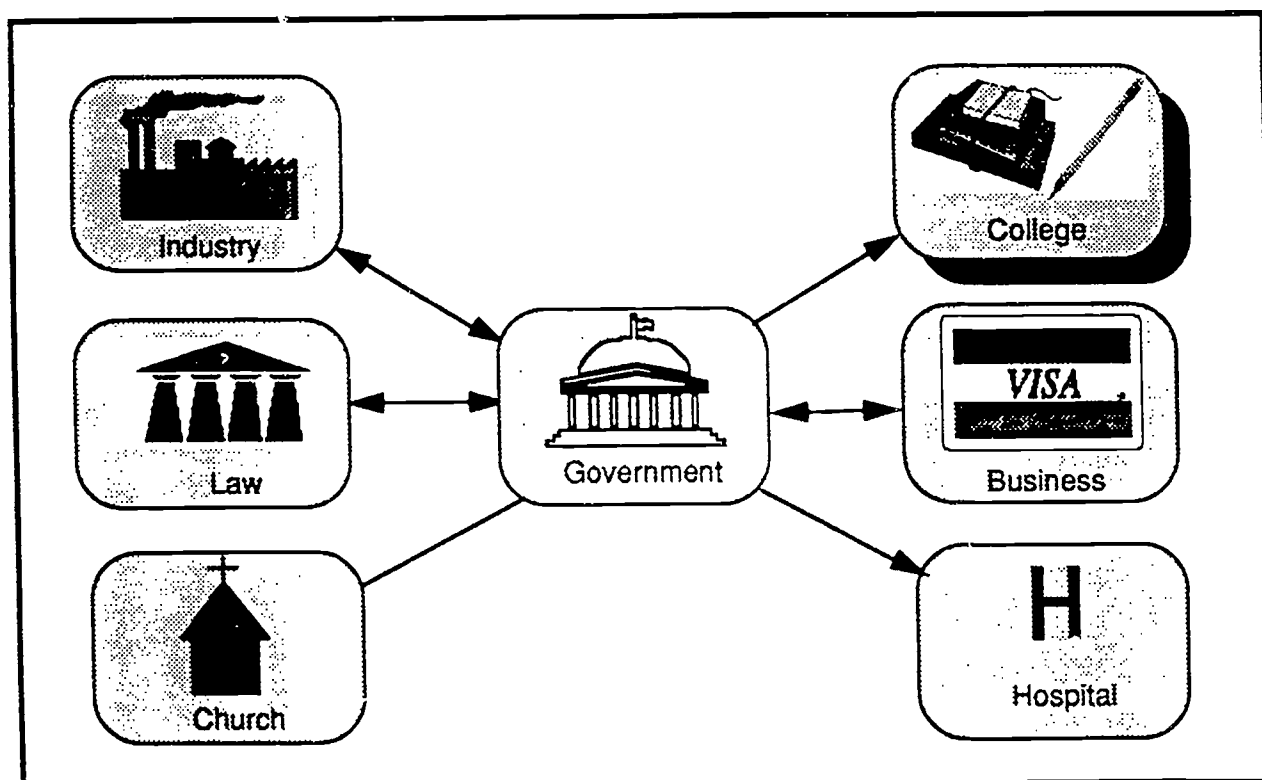 Industry
College
Law
Government
VISA
Business
Church
H
Hospital